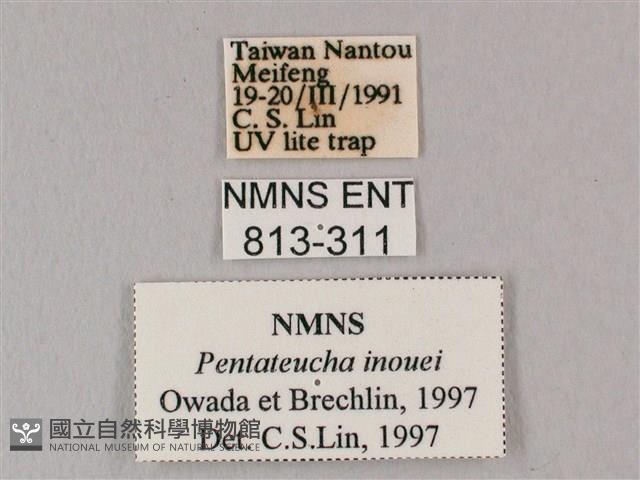 Taiwan Nantou
Meifeng
19-20/III/1991
C. S. Lin
UV lite trap
NMNS ENT
813-311
NMNS
Pentateucha inouei
Owada et Brechlin, 1997
Det. C.S.Lin, 1997
國立自然科學博物館
NATIONAL MUSEUM OF NATURAL SCIENCE